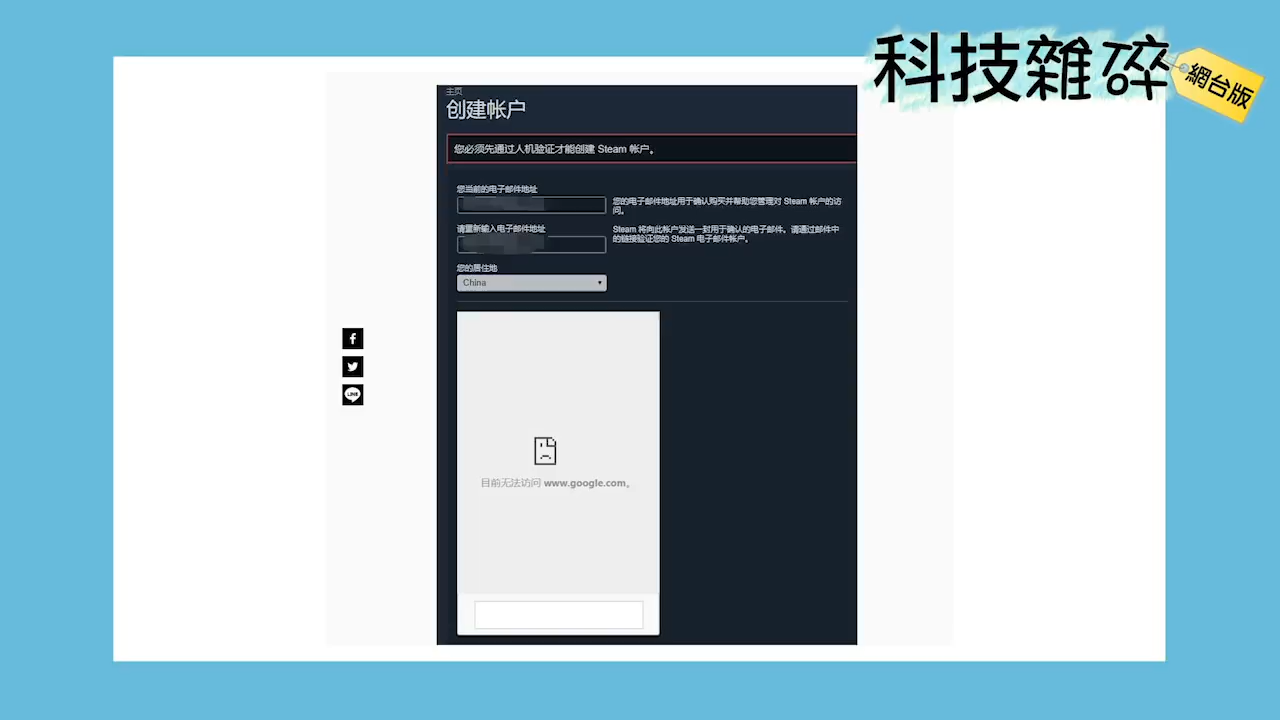 科技雜碎
網台版
主页
创建帐户
您必须先通过人机验证才能创建 Steam 帐户。
您当前的电子邮件地址
您的电子邮件地址用于确认购买并帮助您管理对 Steam 帐户的访
问。
请重新输入电子邮件地址
Steam 将向此帐户发送一封用于确认的电子邮件。请通过邮件中
的链接验证您的 Steam 电子邮件帐户。
您的居住地
China
f
LINE
目前无法访问 www.google.com。